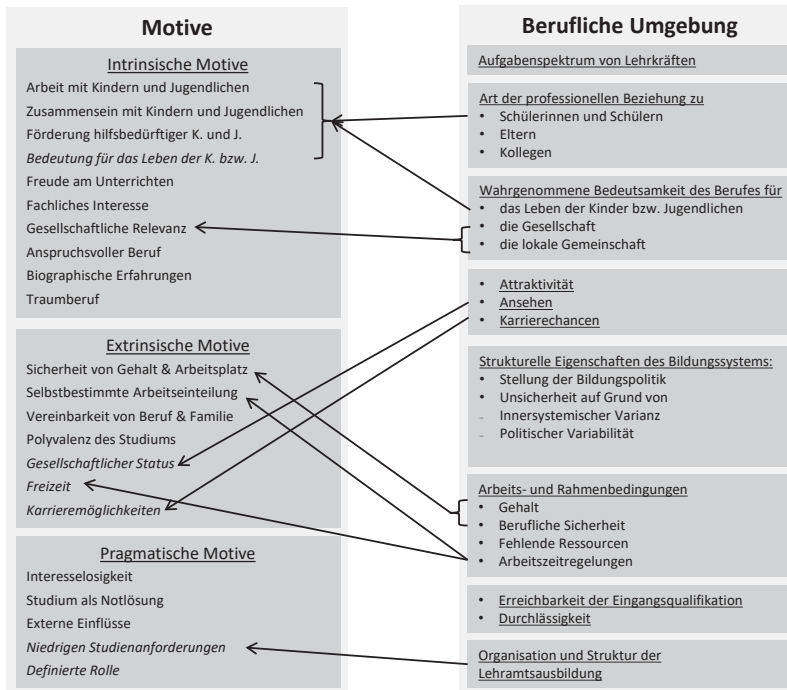 Motive
Intrinsische Motive
Arbeit mit Kindern und Jugendlichen
Zusammensein mit Kindern und Jugendlichen
Förderung hilfsbedürftiger K. und J.
Bedeutung für das Leben der K. bzw. J.
Freude am Unterrichten
Fachliches Interesse
Gesellschaftliche Relevanz
Anspruchsvoller Beruf
Biographische Erfahrungen
Traumberuf
Extrinsische Motive
Sicherheit von Gehalt & Arbeitsplatz
Selbstbestimmte Arbeitseinteilung
Vereinbarkeit von Beruf & Familie
Polyvalenz des Studiums
Gesellschaftlicher Status
Freizeit
Karrieremöglichkeiten
Pragmatische Motive
Interesselosigkeit
Studium als Notlösung
Externe Einflüsse
Niedrigen Studienanforderungen
Definierte Rolle
Berufliche Umgebung
Aufgabenspektrum von Lehrkräften
Art der professionellen Beziehung zu
• Schülerinnen und Schülern
• Eltern
• Kollegen
Wahrgenommene Bedeutsamkeit des Berufes für
• das Leben der Kinder bzw. Jugendlichen
• die Gesellschaft
• die lokale Gemeinschaft
• Attraktivität
• Ansehen
• Karrierechancen
Strukturelle Eigenschaften des Bildungssystems:
• Stellung der Bildungspolitik
• Unsicherheit auf Grund von
– Innersystemischer Varianz
– Politischer Variabilität
Arbeits- und Rahmenbedingungen
• Gehalt
• Berufliche Sicherheit
• Fehlende Ressourcen
• Arbeitszeitregelungen
• Erreichbarkeit der Eingangsqualifikation
• Durchlässigkeit
Organisation und Struktur der
Lehramtsausbildung